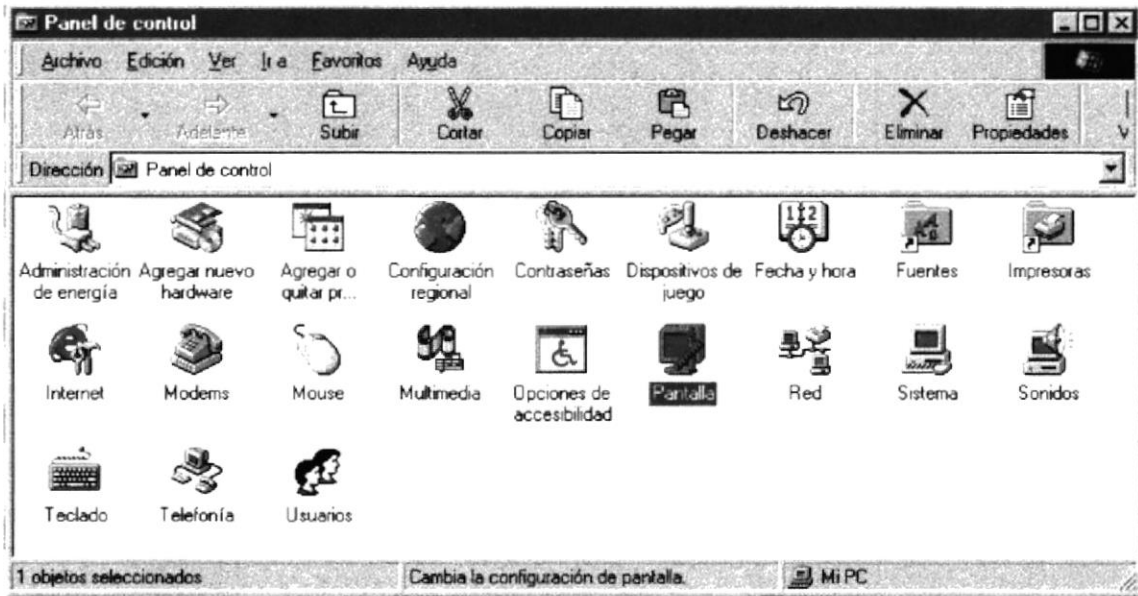 Panel de control
Archivo Edición Ver Ir a Favoritos Ayuda
Atrás Adelante Subir Cortar Copiar Pegar Deshacer Eliminar Propiedades V
Dirección Panel de control
Administración de energía
Agregar nuevo hardware
Agregar o quitar pr...
Configuración regional
Contraseñas
Dispositivos de juego
Fecha y hora
Fuentes
Impresoras
Internet
Modems
Mouse
Multimedia
Opciones de accesibilidad
Pantalla
Red
Sistema
Sonidos
Teclado
Telefonía
Usuarios
1 objetos seleccionados Cambia la configuración de pantalla. Mi PC